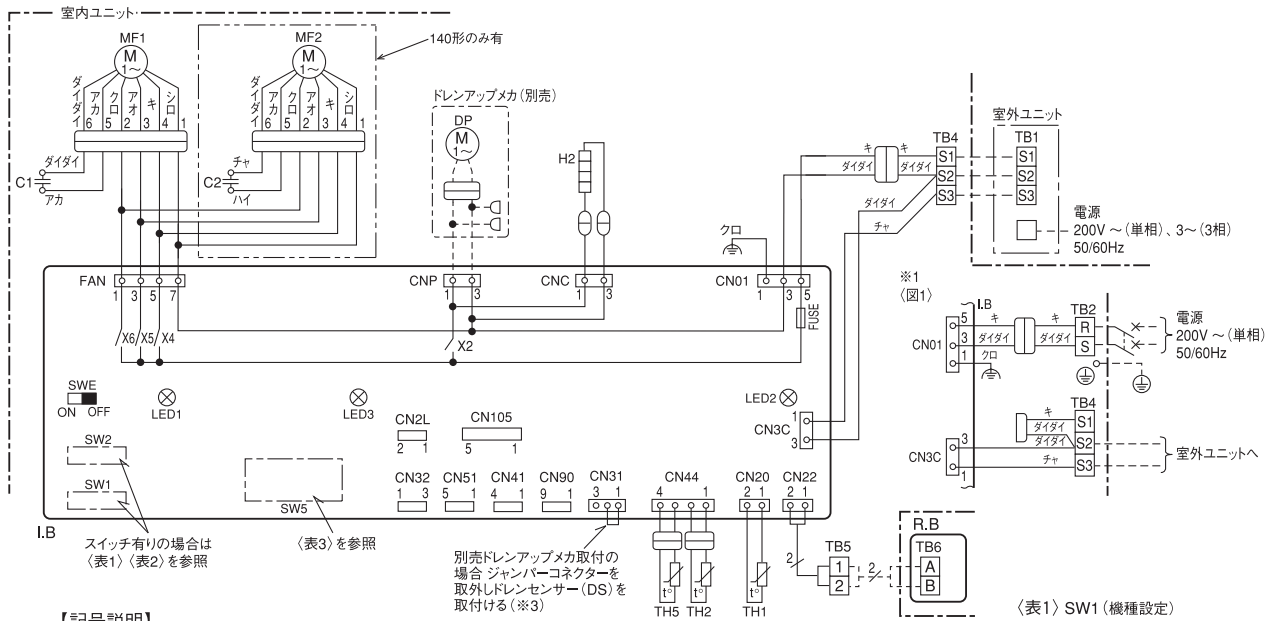 室内ユニット
MF1
M
1～
ダイダイ
アカ
クロ
アオ
キ
シロ
6 5 2 3 4 1
ダイダイ
C1
アカ
MF2
M
1～
ダイダイ
アカ
クロ
アオ
キ
シロ
6 5 2 3 4 1
チャ
C2
ハイ
140形のみ有
ドレンアップメカ(別売)
DP
M
1～
H2
クロ
キ キ
ダイダイ ダイダイ
ダイダイ
チャ
TB4
S1
S2
S3
室外ユニット
TB1
S1
S2
S3
電源
200V ～(単相)、3～(3相)
50/60Hz
FAN
1 3 5 7
CNP
1 3
CNC
1 3
CN01
1 3 5
FUSE
X6 X5 X4
X2
SWE
ON OFF
LED1
LED3
LED2
CN2L
2 1
CN105
5 1
CN3C
1
3
SW2
SW1
SW5
CN32
1 3
CN51
5 1
CN41
4 1
CN90
9 1
CN31
3 1
CN44
4 1
CN20
2 1
CN22
2 1
I.B
スイッチ有りの場合は
〈表1〉〈表2〉を参照
〈表3〉を参照
別売ドレンアップメカ取付の
場合 ジャンパーコネクターを
取外しドレンセンサー(DS)を
取付ける(※3)
t° t° t°
TH5 TH2 TH1
2
TB5
1
2
2
R.B
TB6
A
B
※1
〈図1〉
I.B
CN01
5
3
1
キ キ
ダイダイ ダイダイ
クロ
TB2
R
S
電源
200V ～(単相)
50/60Hz
TB4
キ
ダイダイ
ダイダイ
チャ
S1
S2
S3
CN3C
3
1
室外ユニットへ
〈表1〉 SW1 (機種設定)
【記号説明】